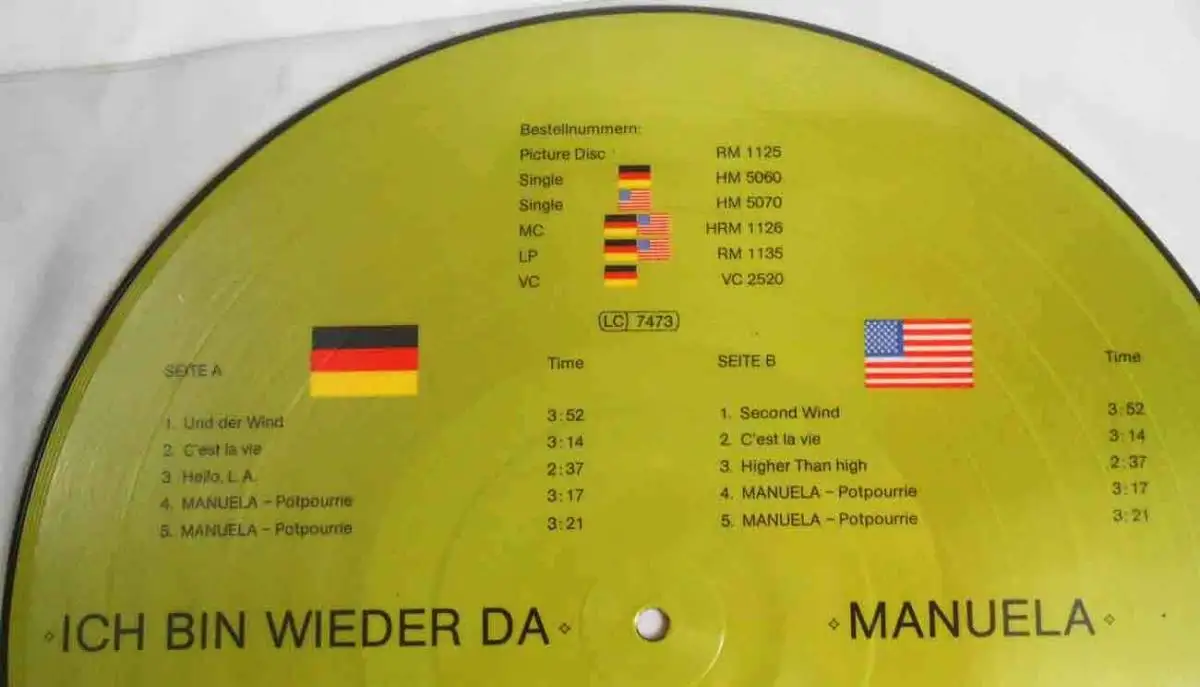 Bestellnummern:
Picture Disc RM 1125
Single HM 5060
Single HM 5070
MC HRM 1126
LP RM 1135
VC VC 2520
LC 7473
SEITE A Time
1. Und der Wind 3:52
2. C'est la vie 3:14
3. Hello, L.A. 2:37
4. MANUELA – Potpourrie 3:17
5. MANUELA – Potpourrie 3:21
SEITE B Time
1. Second Wind 3:52
2. C'est la vie 3:14
3. Higher Than high 2:37
4. MANUELA – Potpourrie 3:17
5. MANUELA – Potpourrie 3:21
ICH BIN WIEDER DA
MANUELA